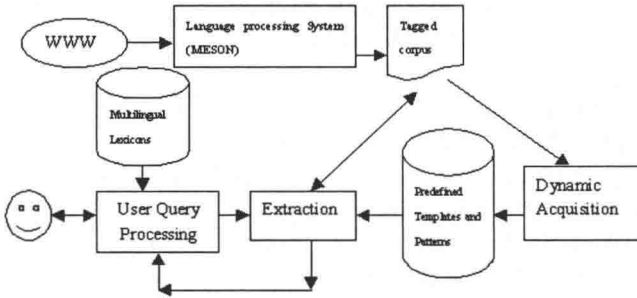 WWW
Language processing System
(MESON)
Tagged
corpus
Multilingual
Lexicons
User Query
Processing
Extraction
Predefined
Templates and
Patterns
Dynamic
Acquisition